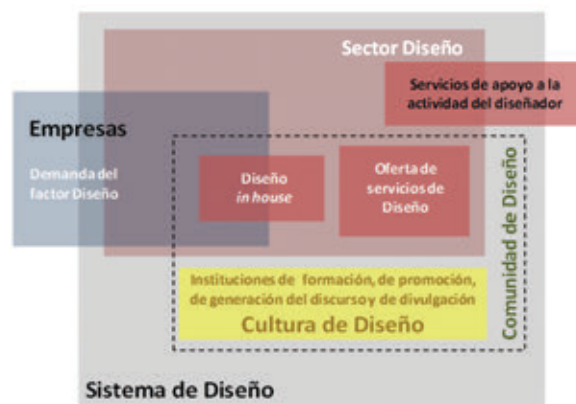 Sector Diseño
Servicios de apoyo a la
actividad del diseñador
Empresas
Demanda del
factor Diseño
Diseño
in house
Oferta de
servicios de
Diseño
Comunidad de Diseño
Instituciones de formación, de promoción,
de generación del discurso y de divulgación
Cultura de Diseño
Sistema de Diseño